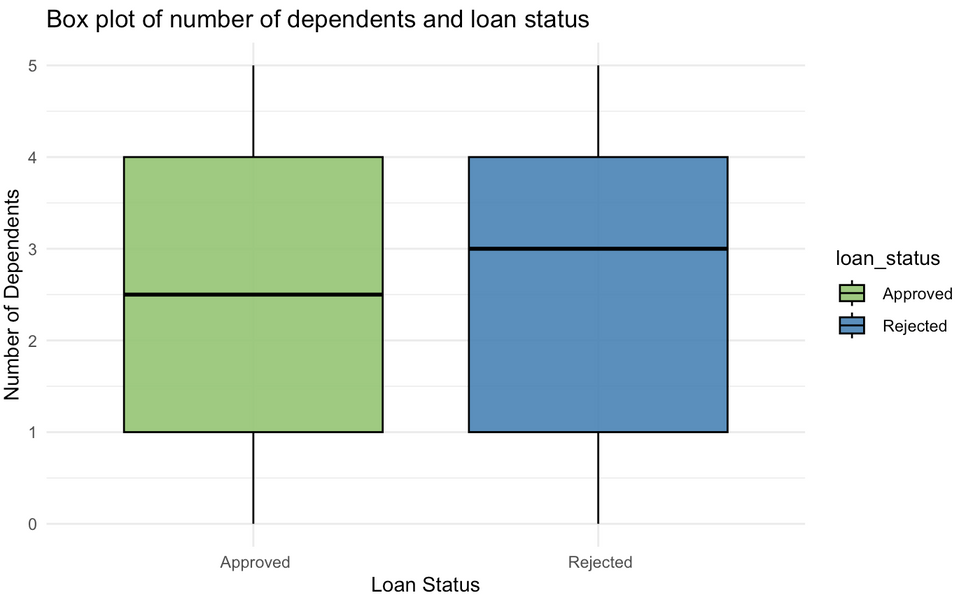 Box plot of number of dependents and loan status
Number of Dependents
5
4
3
2
1
0
Approved
Rejected
Loan Status
loan_status
Approved
Rejected